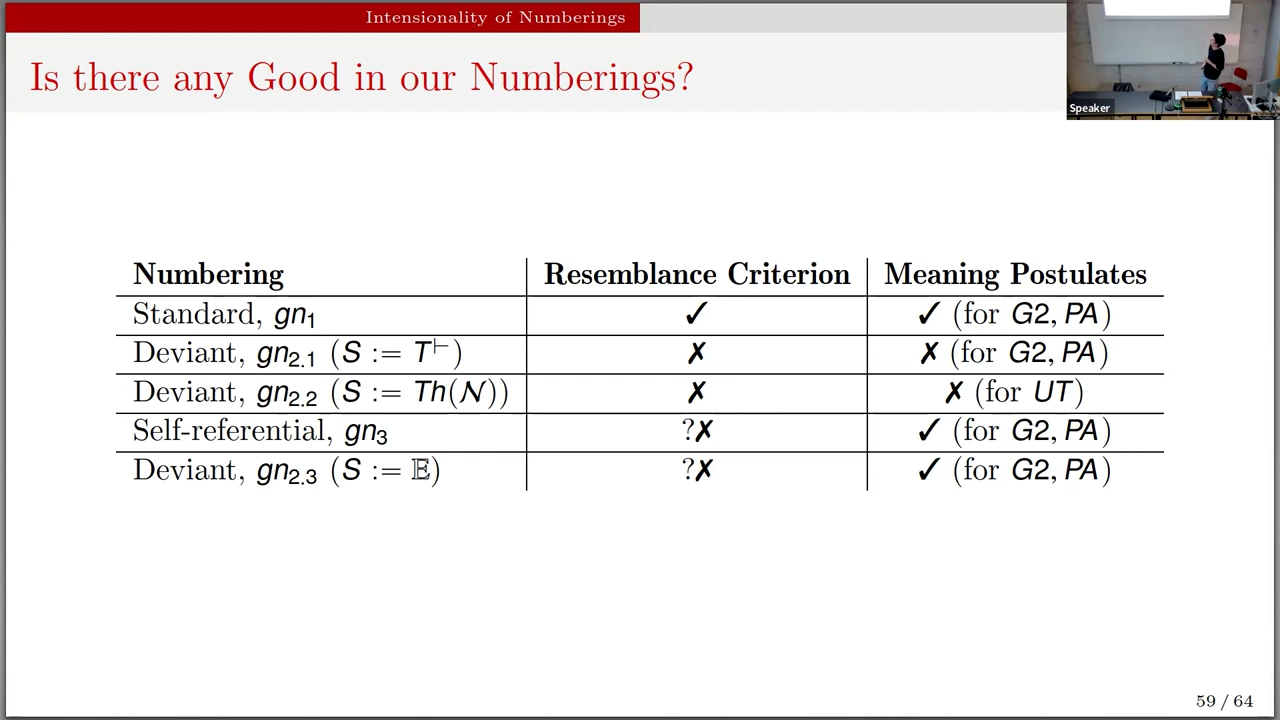 Intensionality of Numberings
Is there any Good in our Numberings?
Speaker
Numbering Resemblance Criterion Meaning Postulates
Standard, gn₁ ✓ ✓ (for G2, PA)
Deviant, gn₂.₁ (S := T⊢) ✗ ✗ (for G2, PA)
Deviant, gn₂.₂ (S := Th(𝒩)) ✗ ✗ (for UT)
Self-referential, gn₃ ?✗ ✓ (for G2, PA)
Deviant, gn₂.₃ (S := 𝔼) ?✗ ✓ (for G2, PA)
59 / 64